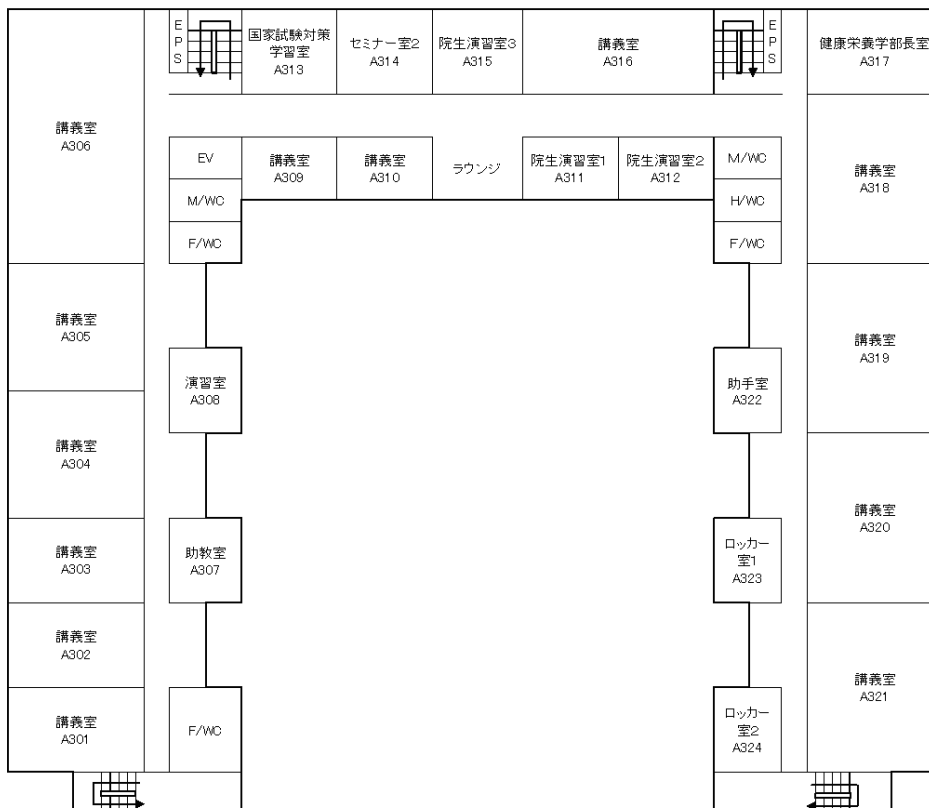 E
P
S
国家試験対策
学習室
A313
セミナー室2
A314
院生演習室3
A315
講義室
A316
E
P
S
健康栄養学部長室
A317
講義室
A306
EV
講義室
A309
講義室
A310
ラウンジ
院生演習室1
A311
院生演習室2
A312
M/WC
講義室
A318
M/WC
H/WC
F/WC
F/WC
講義室
A305
講義室
A319
演習室
A308
助手室
A322
講義室
A304
講義室
A320
講義室
A303
助教室
A307
ロッカー
室1
A323
講義室
A302
講義室
A321
講義室
A301
F/WC
ロッカー
室2
A324